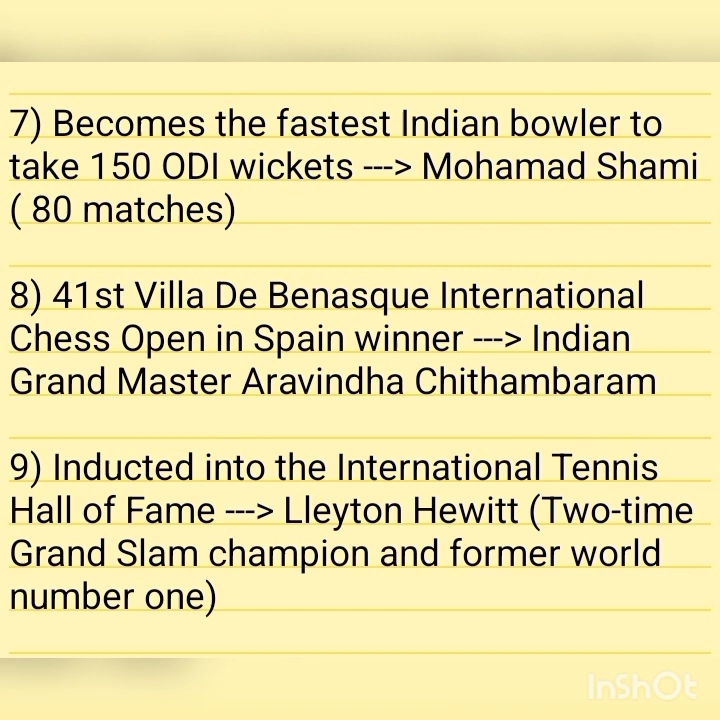 7) Becomes the fastest Indian bowler to
take 150 ODI wickets ---> Mohamad Shami
( 80 matches)
8) 41st Villa De Benasque International
Chess Open in Spain winner ---> Indian
Grand Master Aravindha Chithambaram
9) Inducted into the International Tennis
Hall of Fame ---> Lleyton Hewitt (Two-time
Grand Slam champion and former world
number one)
InShOt